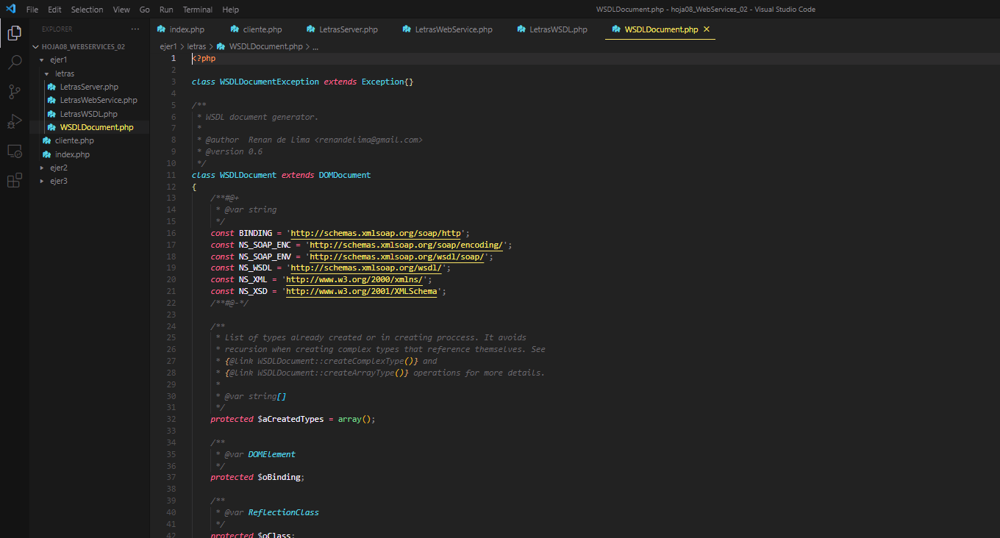 File Edit Selection View Go Run Terminal Help
WSDLDocument.php - hoja08_WebServices_02 - Visual Studio Code
EXPLORER ···
HOJA08_WEBSERVICES_02
ejer1
letras
LetrasServer.php
LetrasWebService.php
LetrasWSDL.php
WSDLDocument.php
cliente.php
index.php
ejer2
ejer3
index.php cliente.php LetrasServer.php LetrasWebService.php LetrasWSDL.php WSDLDocument.php
ejer1 > letras > WSDLDocument.php > ...
1 <?php
2
3 class WSDLDocumentException extends Exception{}
4
5 /**
6 * WSDL document generator.
7 *
8 * @author Renan de Lima <renandelima@gmail.com>
9 * @version 0.6
10 */
11 class WSDLDocument extends DOMDocument
12 {
13 /**#@+
14 * @var string
15 */
16 const BINDING = 'http://schemas.xmlsoap.org/soap/http';
17 const NS_SOAP_ENC = 'http://schemas.xmlsoap.org/soap/encoding/';
18 const NS_SOAP_ENV = 'http://schemas.xmlsoap.org/wsdl/soap/';
19 const NS_WSDL = 'http://schemas.xmlsoap.org/wsdl/';
20 const NS_XML = 'http://www.w3.org/2000/xmlns/';
21 const NS_XSD = 'http://www.w3.org/2001/XMLSchema';
22 /**#@-*/
23
24 /**
25 * List of types already created or in creating proccess. It avoids
26 * recursion when creating complex types that reference themselves. See
27 * {@link WSDLDocument::createComplexType()} and
28 * {@link WSDLDocument::createArrayType()} operations for more details.
29 *
30 * @var string[]
31 */
32 protected $aCreatedTypes = array();
33
34 /**
35 * @var DOMElement
36 */
37 protected $oBinding;
38
39 /**
40 * @var ReflectionClass
41 */
42 protected $oClass;